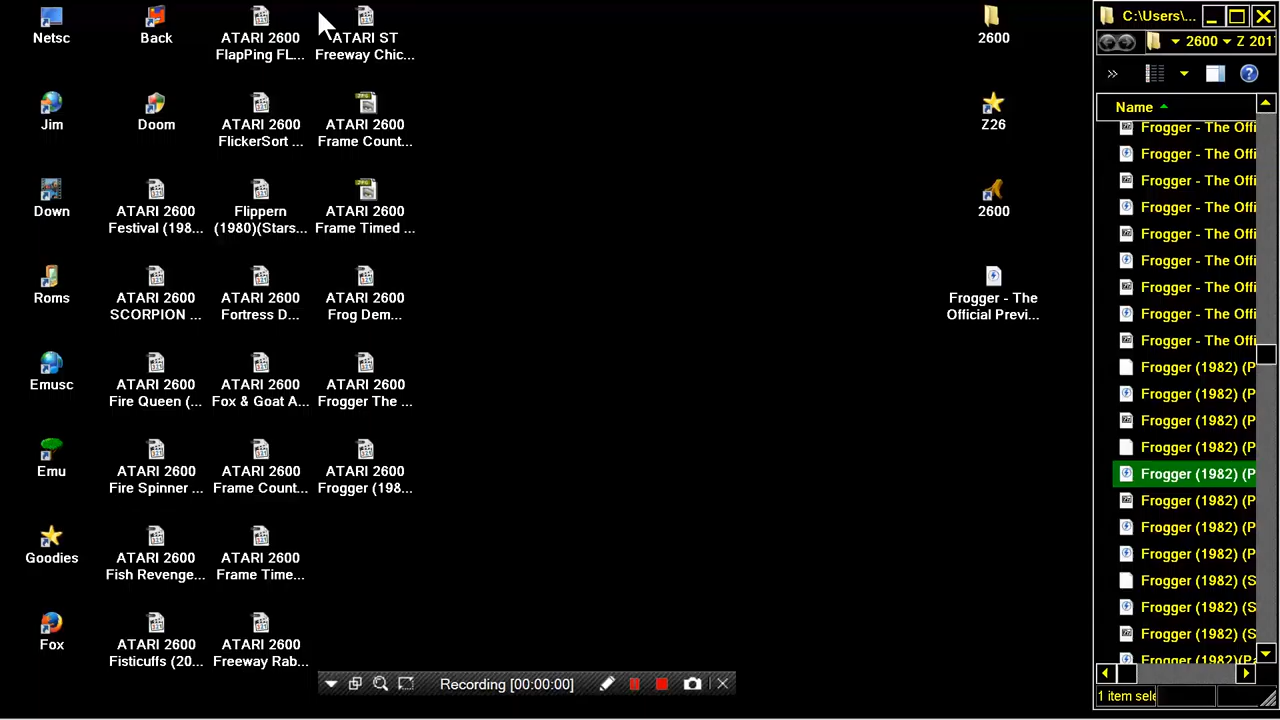 Netsc
Back
ATARI 2600
FlapPing FL...
ATARI ST
Freeway Chic...
2600
Jim
Doom
ATARI 2600
FlickerSort ...
ATARI 2600
Frame Count...
Z26
Down
ATARI 2600
Festival (198...
Flippern
(1980)(Stars...
ATARI 2600
Frame Timed ...
2600
Roms
ATARI 2600
SCORPION ...
ATARI 2600
Fortress D...
ATARI 2600
Frog Dem...
Frogger - The
Official Previ...
Emusc
ATARI 2600
Fire Queen (...
ATARI 2600
Fox & Goat A...
ATARI 2600
Frogger The ...
Emu
ATARI 2600
Fire Spinner ...
ATARI 2600
Frame Count...
ATARI 2600
Frogger (198...
Goodies
ATARI 2600
Fish Revenge...
ATARI 2600
Frame Time...
Fox
ATARI 2600
Fisticuffs (20...
ATARI 2600
Freeway Rab...
Recording [00:00:00]
C:\Users\...
2600 Z 201
»
Name
Frogger - The Offi
Frogger - The Offi
Frogger - The Offi
Frogger - The Offi
Frogger - The Offi
Frogger - The Offi
Frogger - The Offi
Frogger - The Offi
Frogger - The Offi
Frogger (1982) (P
Frogger (1982) (P
Frogger (1982) (P
Frogger (1982) (P
Frogger (1982) (P
Frogger (1982) (P
Frogger (1982) (P
Frogger (1982) (P
Frogger (1982) (S
Frogger (1982) (S
Frogger (1982) (S
Frogger (1982)(Pa
1 item sele